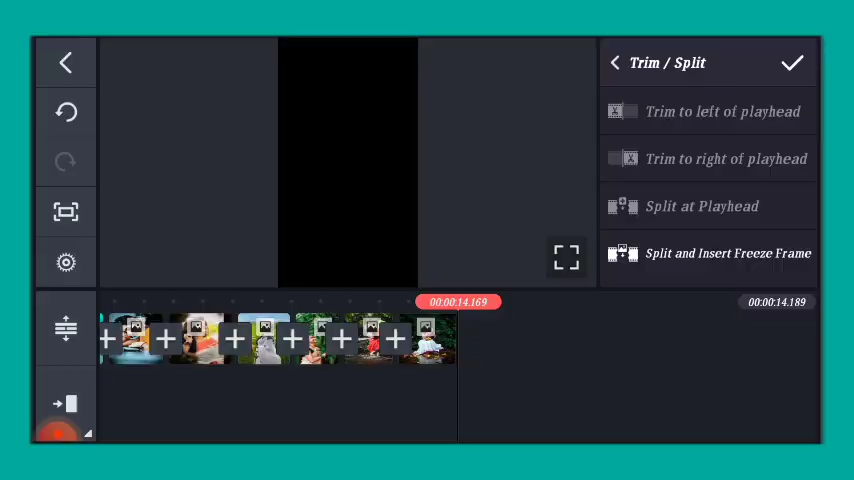 Trim / Split
Trim to left of playhead
Trim to right of playhead
Split at Playhead
Split and Insert Freeze Frame
00:00:14.169
00:00:14.189